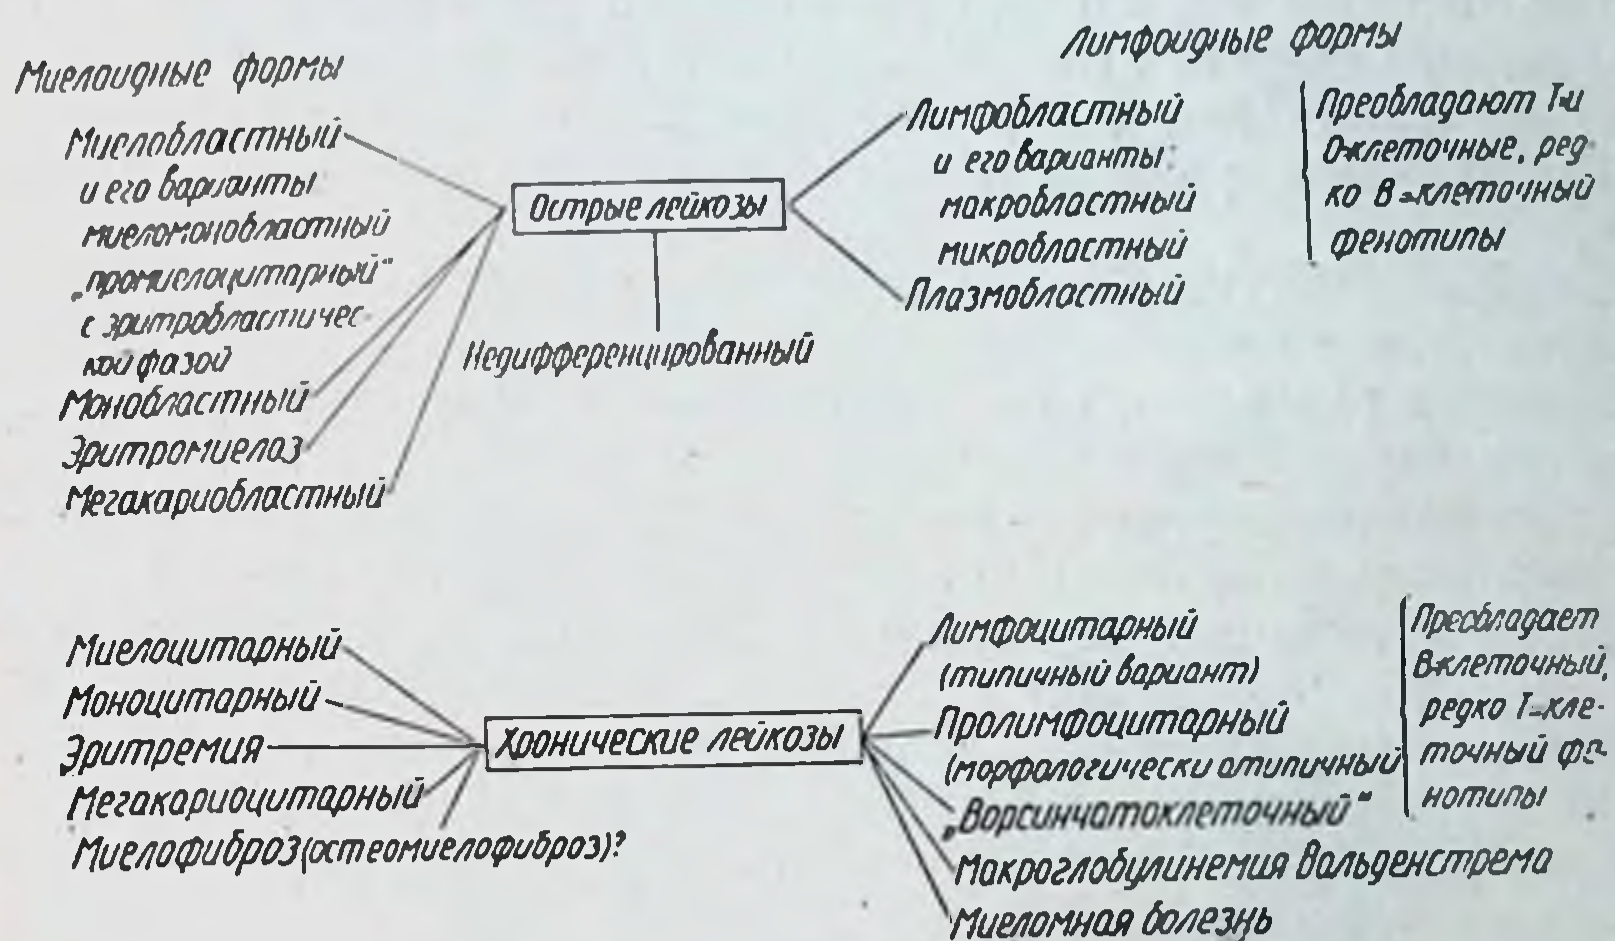 Миелоидные формы
Лимфоидные формы
Миелобластный
и его варианты:
миеломонобластный
„промиелоцитарный“
с эритробластичес-
кой фазой
Монобластный
Эритромиелоз
Мегакариобластный
Острые лейкозы
Недифференцированный
Лимфобластный
и его варианты:
макробластный
микробластный
Плазмобластный
Преобладают Т-и
О-клеточные, ред-
ко В-клеточный
фенотипы
Миелоцитарный
Моноцитарный
Эритремия
Мегакариоцитарный
Миелофиброз (остеомиелофиброз)?
Хронические лейкозы
Лимфоцитарный
(типичный вариант)
Пролимфоцитарный
(морфологически атипичный
„Ворсинчатоклеточный“
Макроглобулинемия Вальденстрема
Миеломная болезнь
Преобладает
В-клеточный,
редко Т-кле-
точный фе-
нотипы